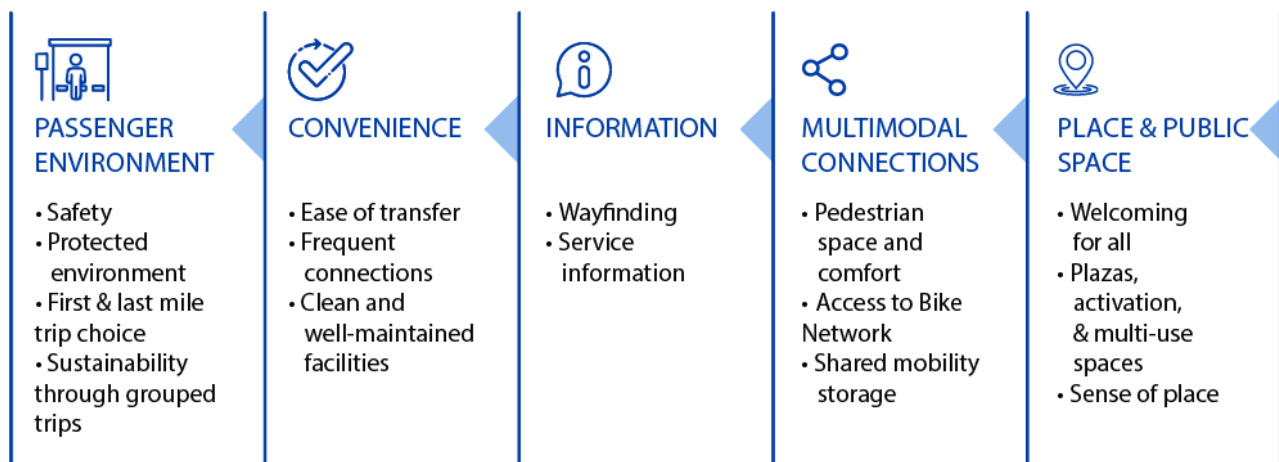 PASSENGER
ENVIRONMENT
• Safety
• Protected
environment
• First & last mile
trip choice
• Sustainability
through grouped
trips
CONVENIENCE
• Ease of transfer
• Frequent
connections
• Clean and
well-maintained
facilities
INFORMATION
• Wayfinding
• Service
information
MULTIMODAL
CONNECTIONS
• Pedestrian
space and
comfort
• Access to Bike
Network
• Shared mobility
storage
PLACE & PUBLIC
SPACE
• Welcoming
for all
• Plazas,
activation,
& multi-use
spaces
• Sense of place